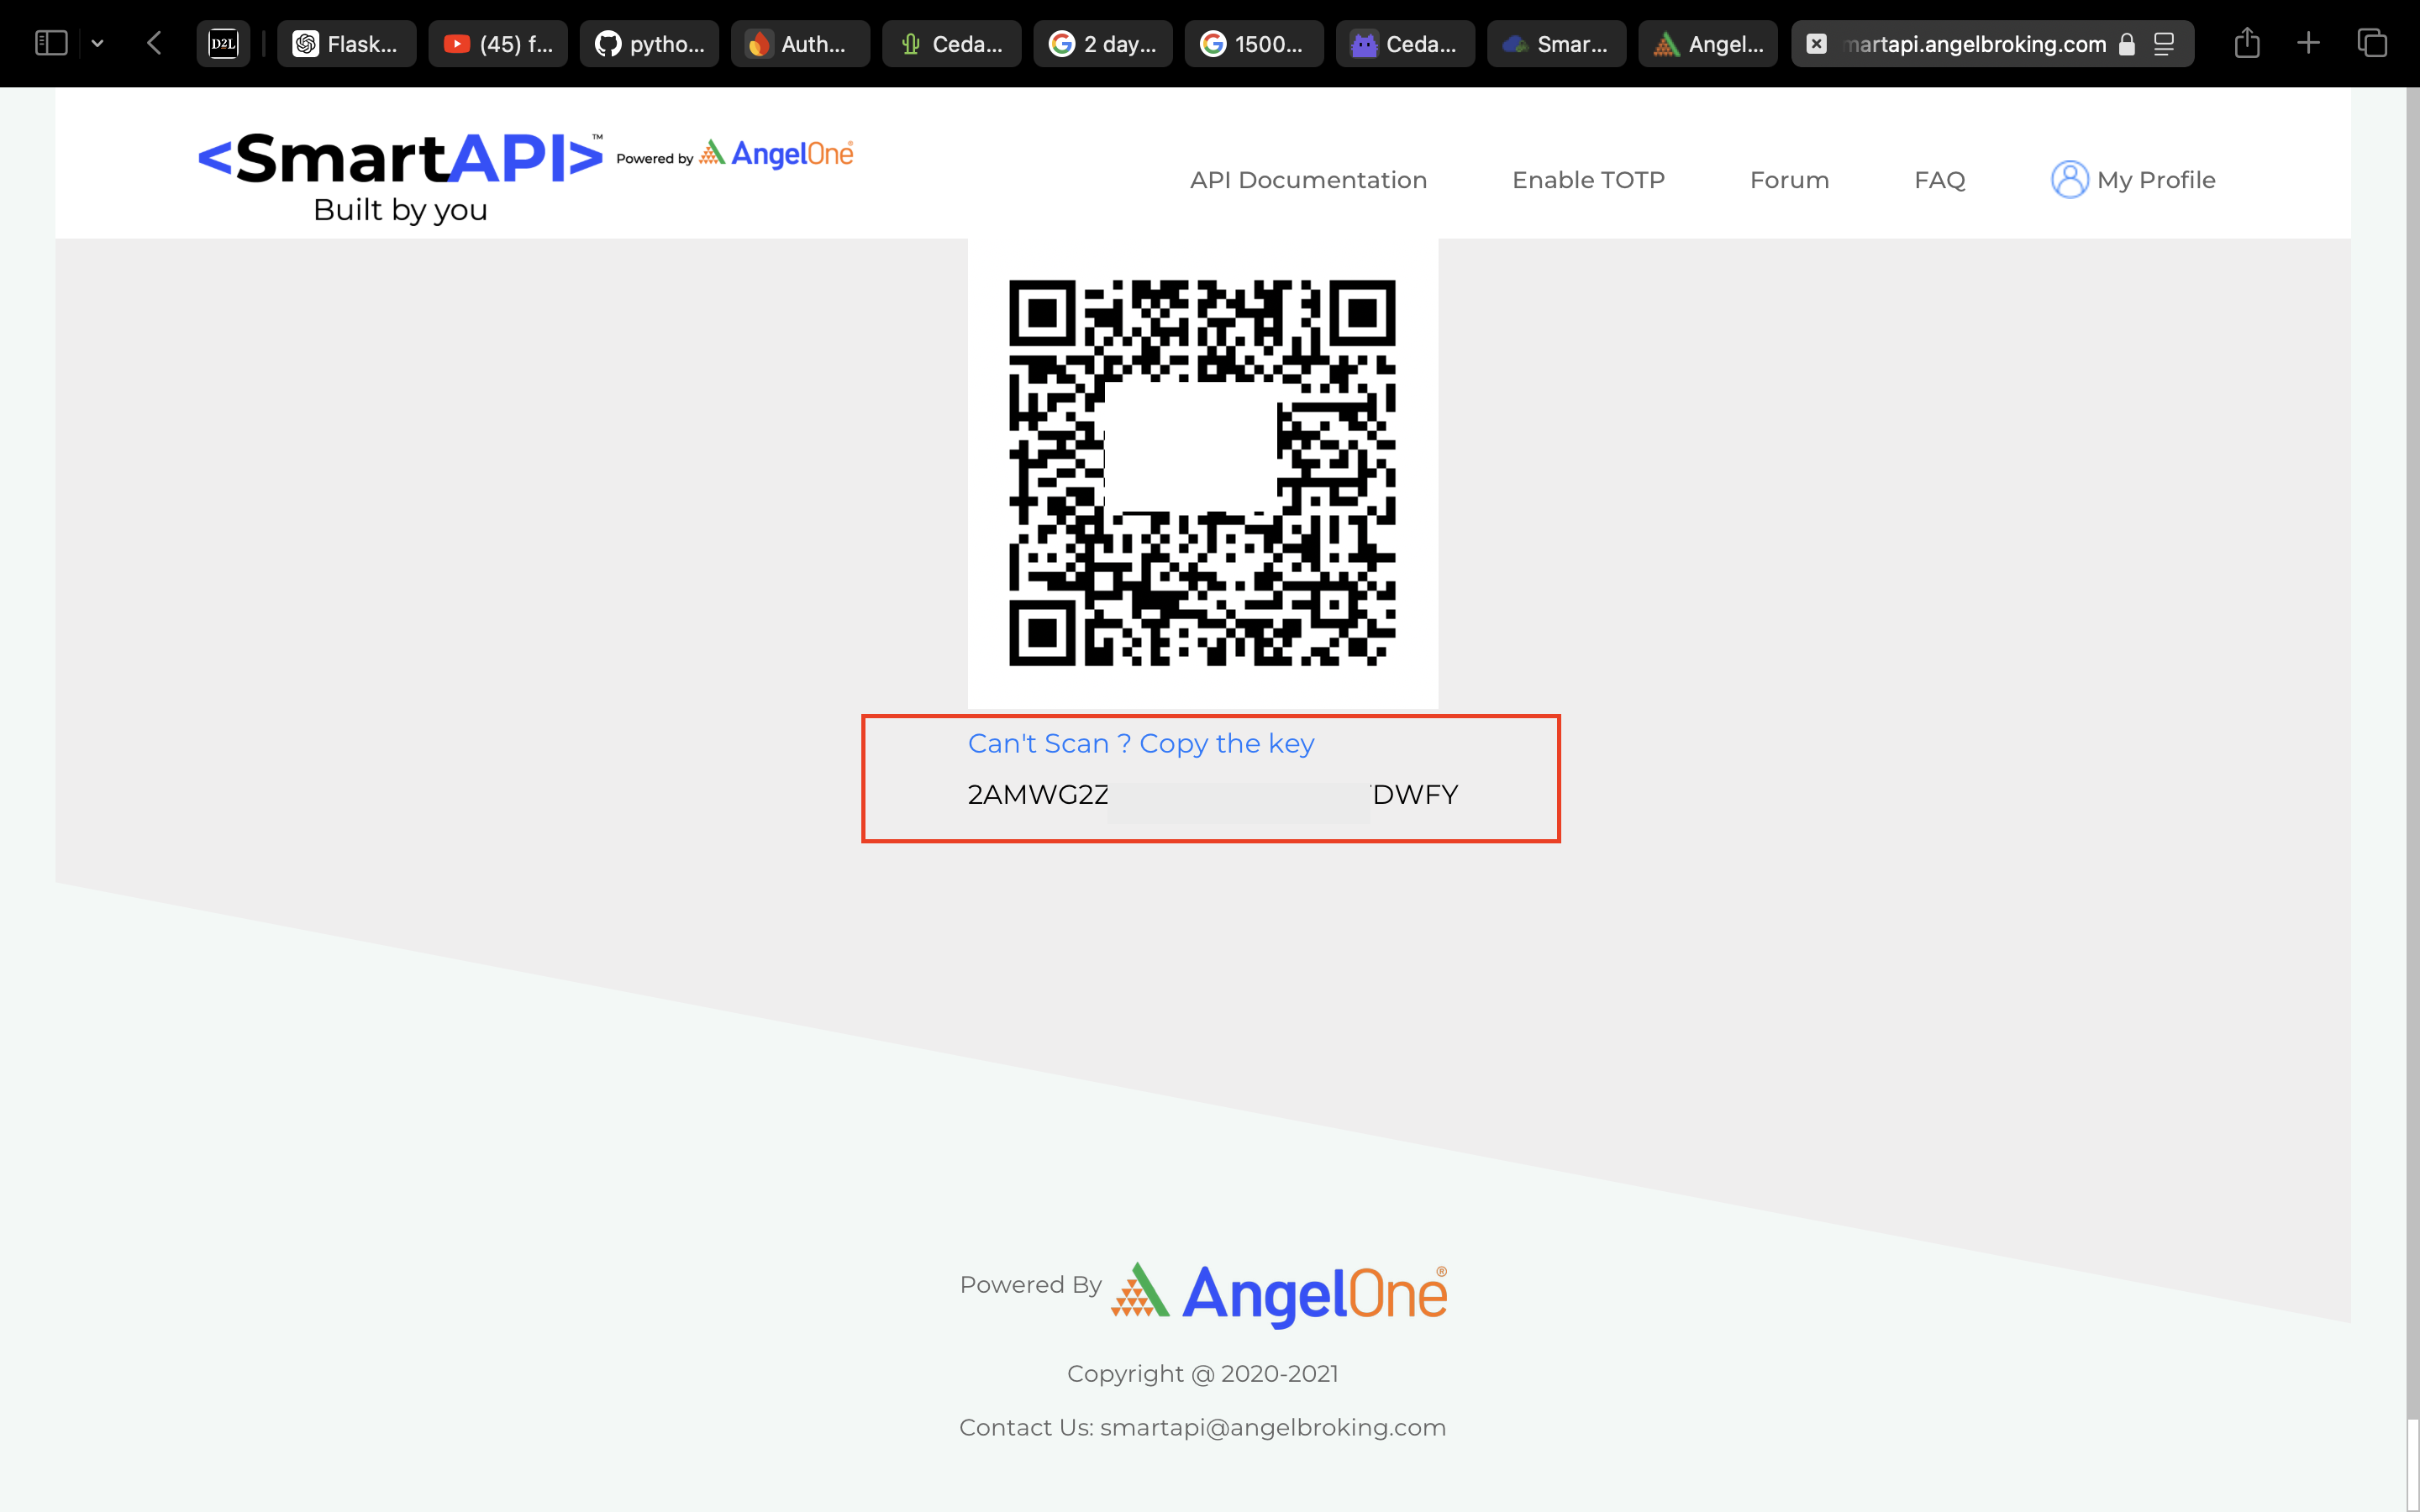 D2L
Flask...
(45) f...
pytho...
Auth...
Ceda...
2 day...
1500...
Ceda...
Smar...
Angel...
martapi.angelbroking.com
<SmartAPI>™
Powered by AngelOne
Built by you
API Documentation
Enable TOTP
Forum
FAQ
My Profile
Can't Scan ? Copy the key
2AMWG2Z
DWFY
Powered By AngelOne®
Copyright @ 2020-2021
Contact Us: smartapi@angelbroking.com